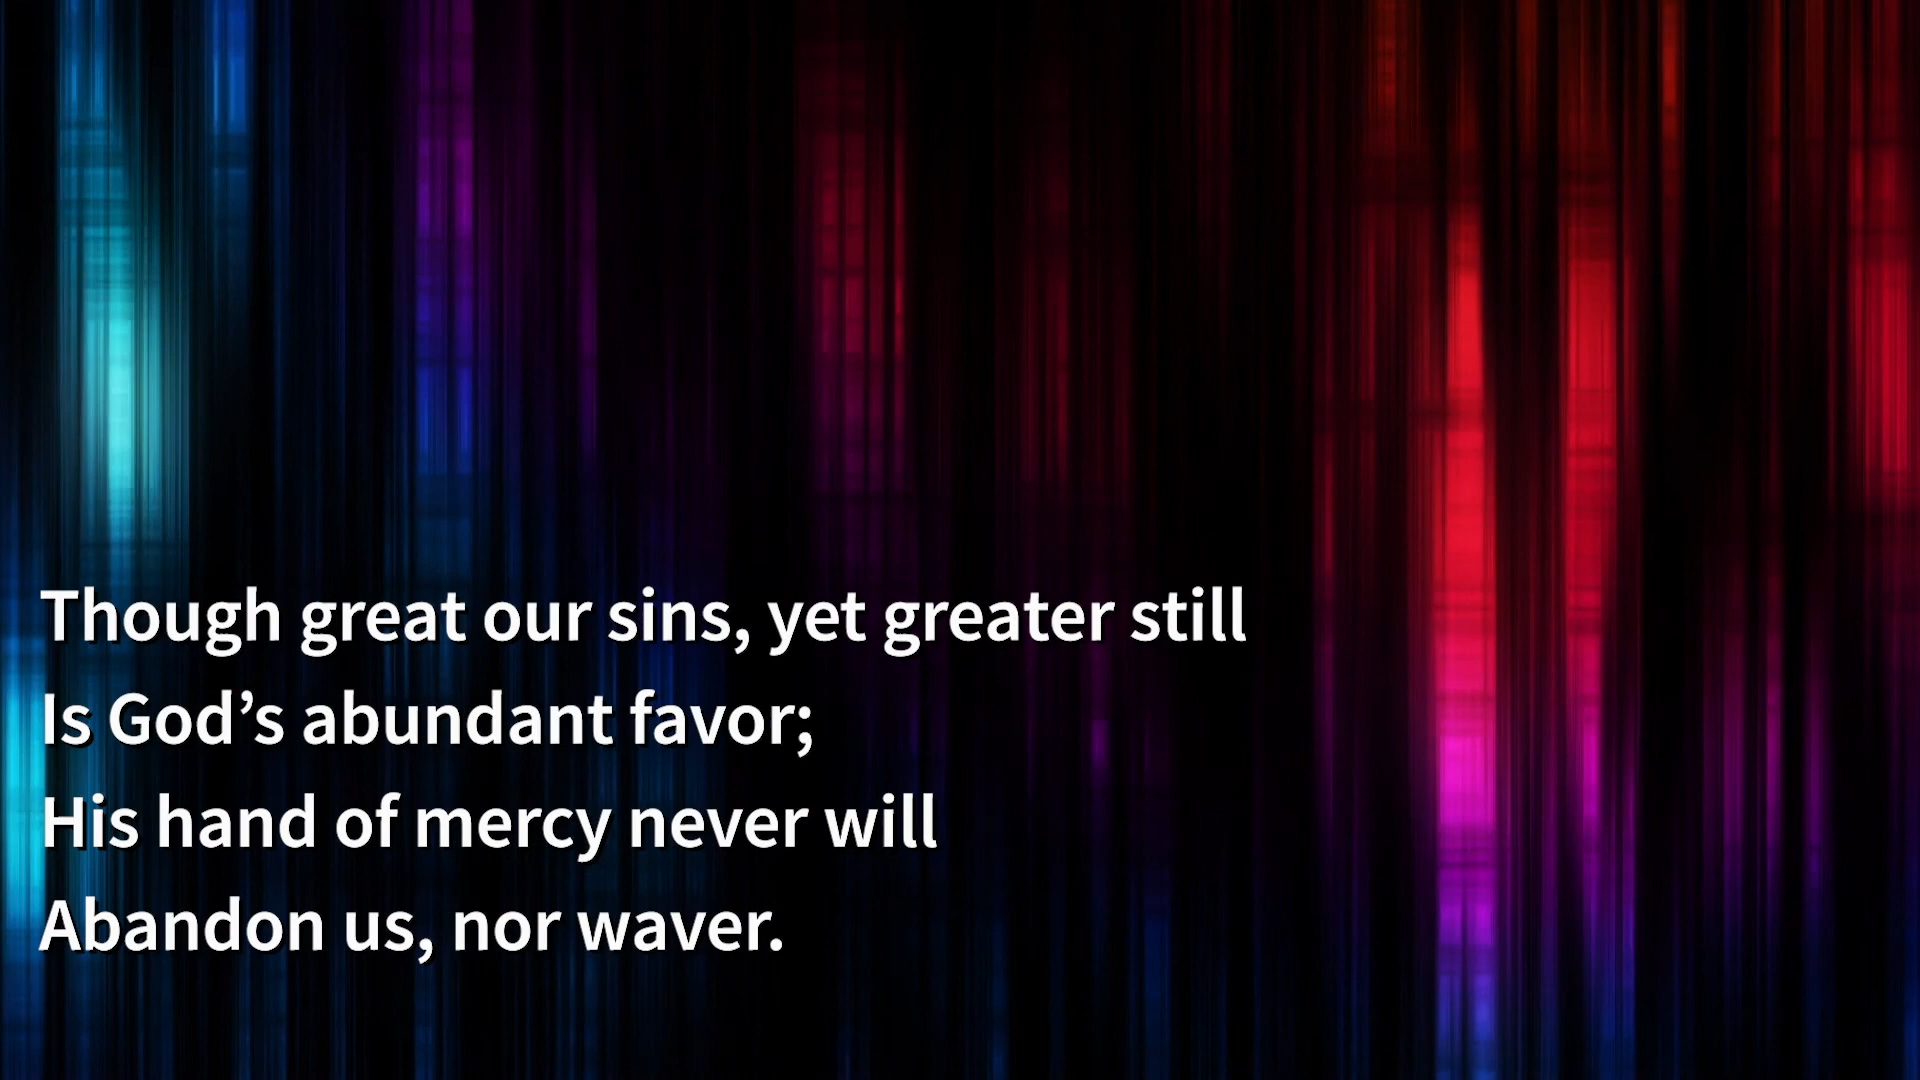 Though great our sins, yet greater still
Is God’s abundant favor;
His hand of mercy never will
Abandon us, nor waver.